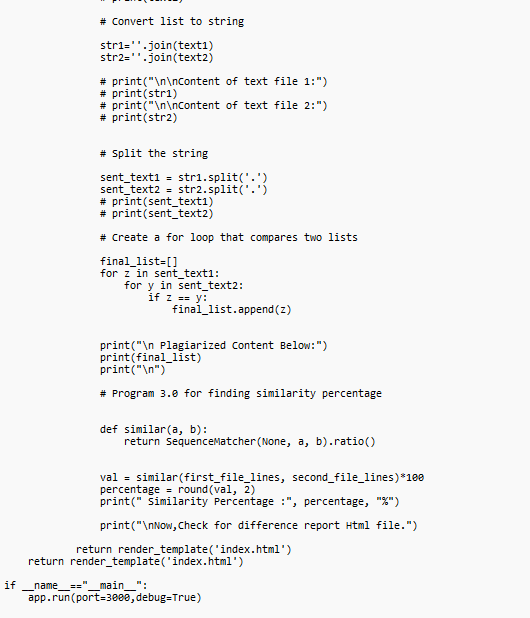 # Convert list to string
str1=''.join(text1)
str2=''.join(text2)
# print("\n\nContent of text file 1:")
# print(str1)
# print("\n\nContent of text file 2:")
# print(str2)
# Split the string
sent_text1 = str1.split('.')
sent_text2 = str2.split('.')
# print(sent_text1)
# print(sent_text2)
# Create a for loop that compares two lists
final_list=[]
for z in sent_text1:
for y in sent_text2:
if z == y:
final_list.append(z)
print("\n Plagiarized Content Below:")
print(final_list)
print("\n")
# Program 3.0 for finding similarity percentage
def similar(a, b):
return SequenceMatcher(None, a, b).ratio()
val = similar(first_file_lines, second_file_lines)*100
percentage = round(val, 2)
print(" Similarity Percentage :", percentage, "%")
print("\nNow,Check for difference report Html file.")
return render_template('index.html')
return render_template('index.html')
if __name__=="__main__":
app.run(port=3000,debug=True)